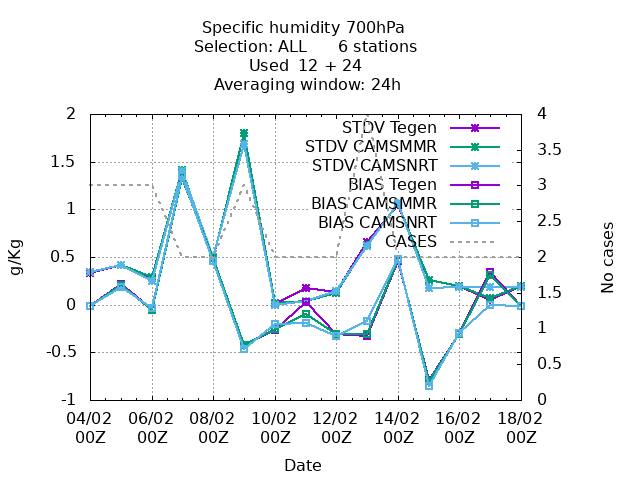 Specific humidity 700hPa
Selection: ALL      6 stations
Used  12 + 24
Averaging window: 24h
2
1.5
1
0.5
0
-0.5
-1
g/Kg
4
3.5
3
2.5
2
1.5
1
0.5
0
No cases
STDV Tegen
STDV CAMSMMR
STDV CAMSNRT
BIAS Tegen
BIAS CAMSMMR
BIAS CAMSNRT
CASES
04/02 06/02 08/02 10/02 12/02 14/02 16/02 18/02
00Z 00Z 00Z 00Z 00Z 00Z 00Z 00Z
Date